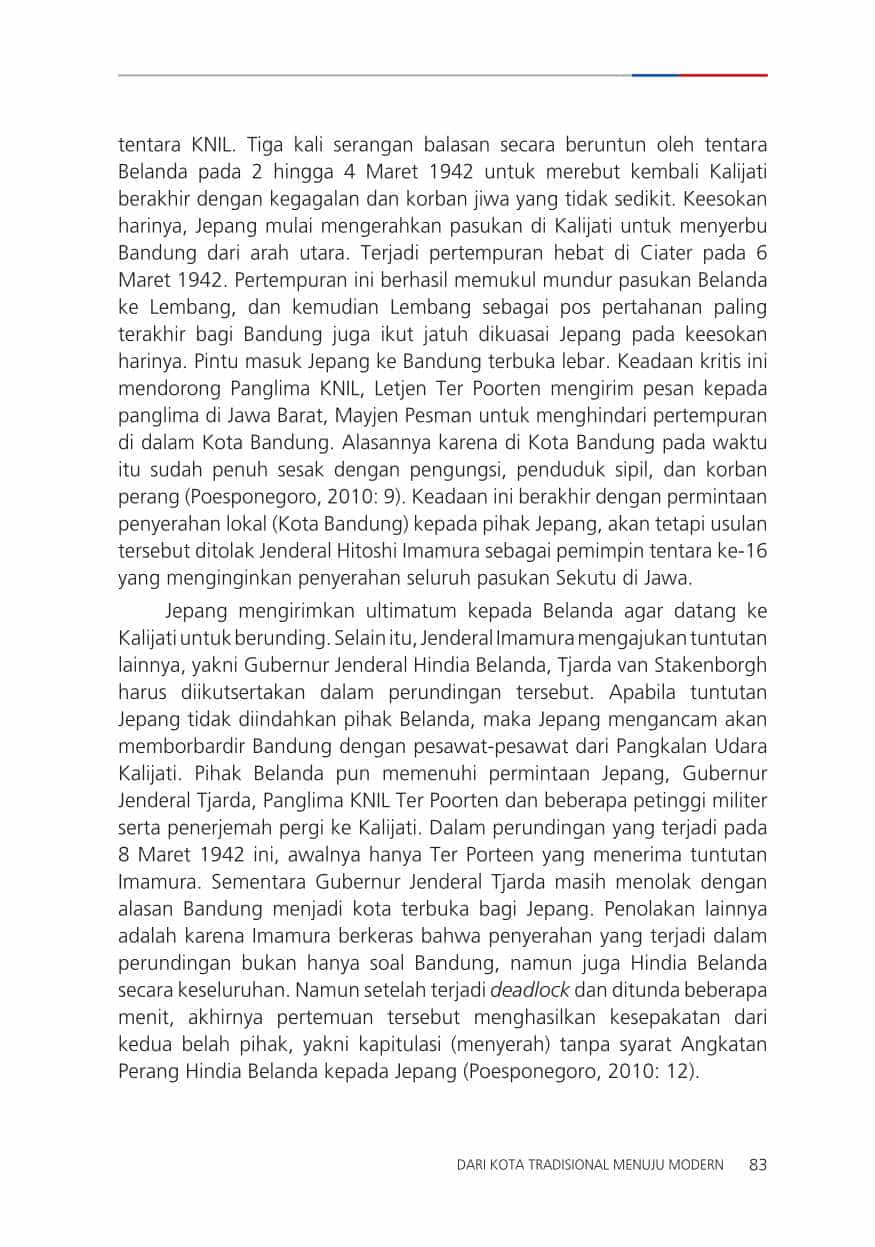 tentara KNIL. Tiga kali serangan balasan secara beruntun oleh tentara
Belanda pada 2 hingga 4 Maret 1942 untuk merebut kembali Kalijati
berakhir dengan kegagalan dan korban jiwa yang tidak sedikit. Keesokan
harinya, Jepang mulai mengerahkan pasukan di Kalijati untuk menyerbu
Bandung dari arah utara. Terjadi pertempuran hebat di Ciater pada 6
Maret 1942. Pertempuran ini berhasil memukul mundur pasukan Belanda
ke Lembang, dan kemudian Lembang sebagai pos pertahanan paling
terakhir bagi Bandung juga ikut jatuh dikuasai Jepang pada keesokan
harinya. Pintu masuk Jepang ke Bandung terbuka lebar. Keadaan kritis ini
mendorong Panglima KNIL, Letjen Ter Poorten mengirim pesan kepada
panglima di Jawa Barat, Mayjen Pesman untuk menghindari pertempuran
di dalam Kota Bandung. Alasannya karena di Kota Bandung pada waktu
itu sudah penuh sesak dengan pengungsi, penduduk sipil, dan korban
perang (Poesponegoro, 2010: 9). Keadaan ini berakhir dengan permintaan
penyerahan lokal (Kota Bandung) kepada pihak Jepang, akan tetapi usulan
tersebut ditolak Jenderal Hitoshi Imamura sebagai pemimpin tentara ke-16
yang menginginkan penyerahan seluruh pasukan Sekutu di Jawa.
Jepang mengirimkan ultimatum kepada Belanda agar datang ke
Kalijati untuk berunding. Selain itu, Jenderal Imamura mengajukan tuntutan
lainnya, yakni Gubernur Jenderal Hindia Belanda, Tjarda van Stakenborgh
harus diikutsertakan dalam perundingan tersebut. Apabila tuntutan
Jepang tidak diindahkan pihak Belanda, maka Jepang mengancam akan
memborbardir Bandung dengan pesawat-pesawat dari Pangkalan Udara
Kalijati. Pihak Belanda pun memenuhi permintaan Jepang, Gubernur
Jenderal Tjarda, Panglima KNIL Ter Poorten dan beberapa petinggi militer
serta penerjemah pergi ke Kalijati. Dalam perundingan yang terjadi pada
8 Maret 1942 ini, awalnya hanya Ter Porteen yang menerima tuntutan
Imamura. Sementara Gubernur Jenderal Tjarda masih menolak dengan
alasan Bandung menjadi kota terbuka bagi Jepang. Penolakan lainnya
adalah karena Imamura berkeras bahwa penyerahan yang terjadi dalam
perundingan bukan hanya soal Bandung, namun juga Hindia Belanda
secara keseluruhan. Namun setelah terjadi deadlock dan ditunda beberapa
menit, akhirnya pertemuan tersebut menghasilkan kesepakatan dari
kedua belah pihak, yakni kapitulasi (menyerah) tanpa syarat Angkatan
Perang Hindia Belanda kepada Jepang (Poesponegoro, 2010: 12).
DARI KOTA TRADISIONAL MENUJU MODERN 83